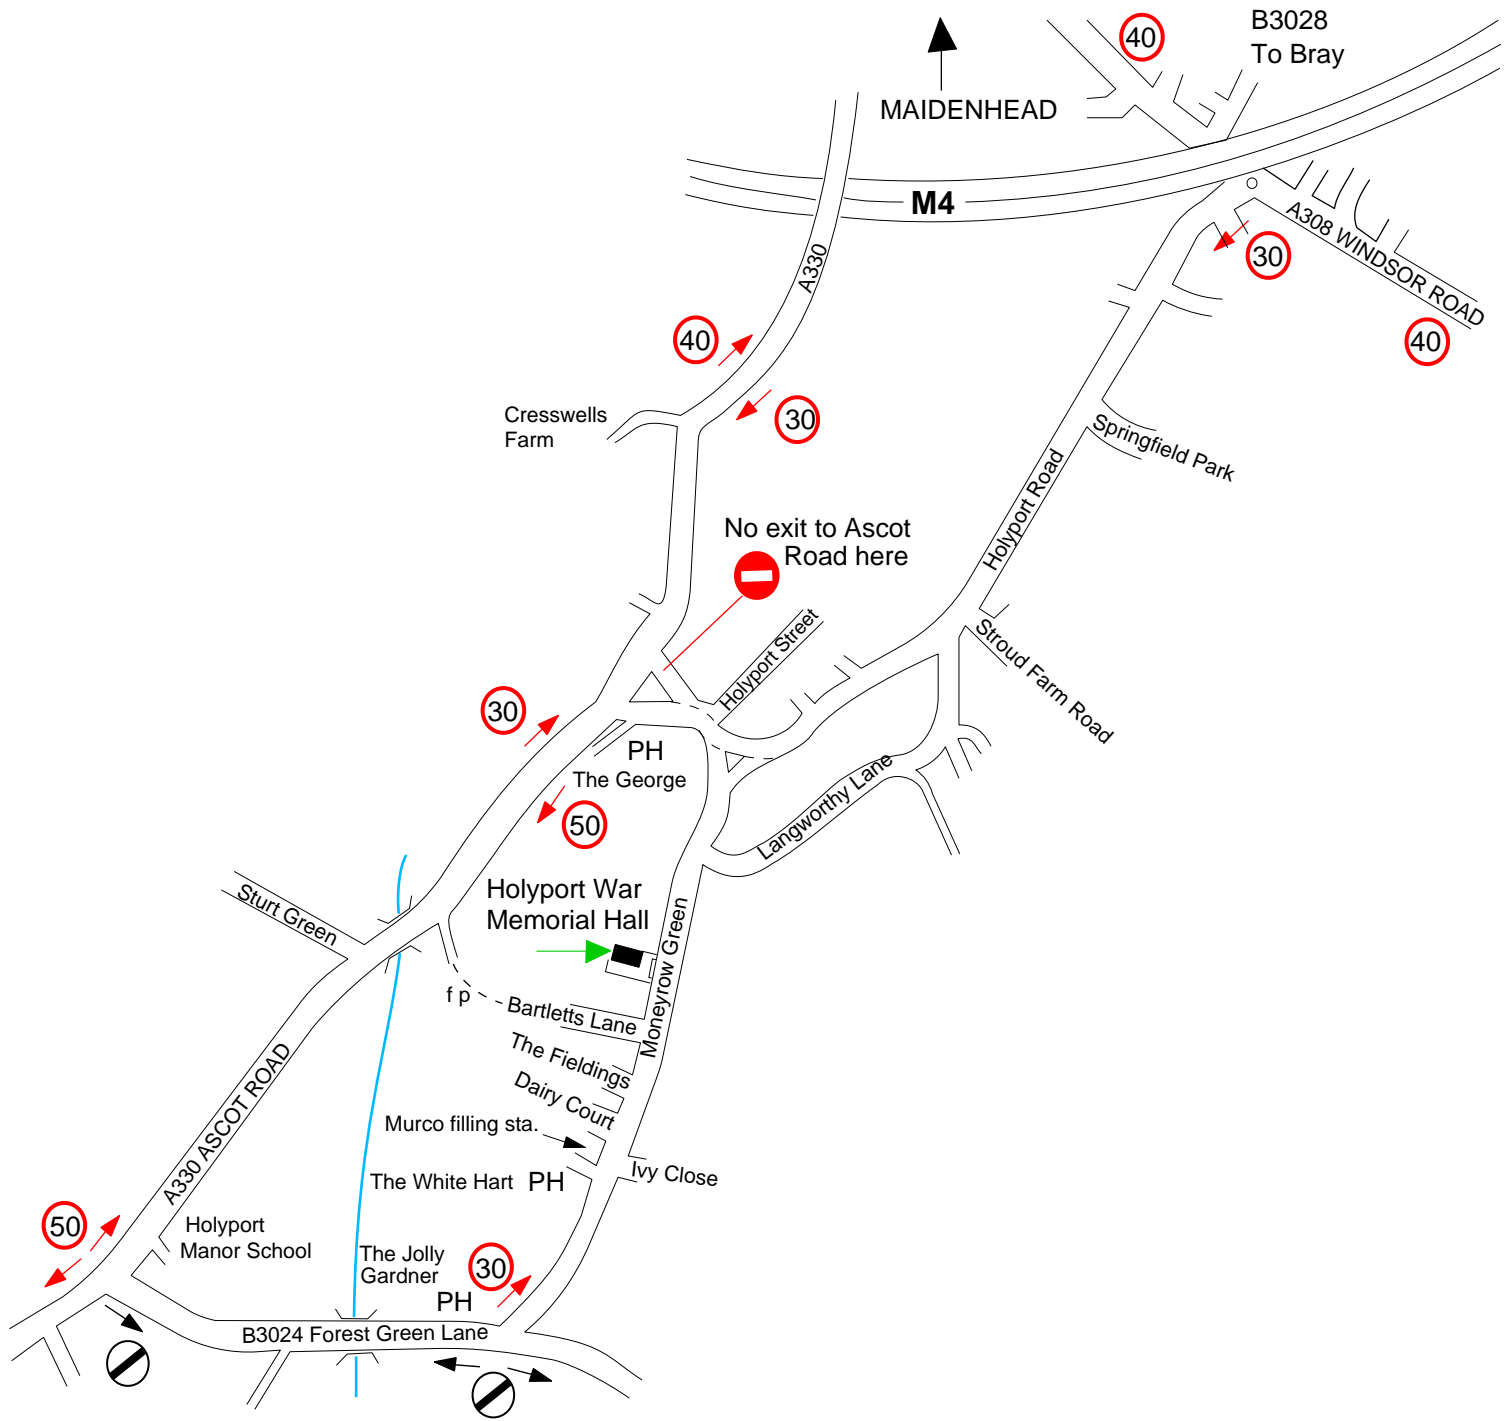 B3028
To Bray
40
MAIDENHEAD
M4
A308 WINDSOR ROAD
30
40
A330
40
30
Cresswells
Farm
Springfield Park
Holyport Road
No exit to Ascot
Road here
Holyport Street
Stroud Farm Road
30
PH
The George
50
Langworthy Lane
Holyport War
Memorial Hall
Sturt Green
Moneyrow Green
f p
Bartletts Lane
The Fieldings
Dairy Court
Murco filling sta.
A330 ASCOT ROAD
The White Hart PH
Ivy Close
50
Holyport
Manor School
The Jolly
Gardner
30
PH
B3024 Forest Green Lane